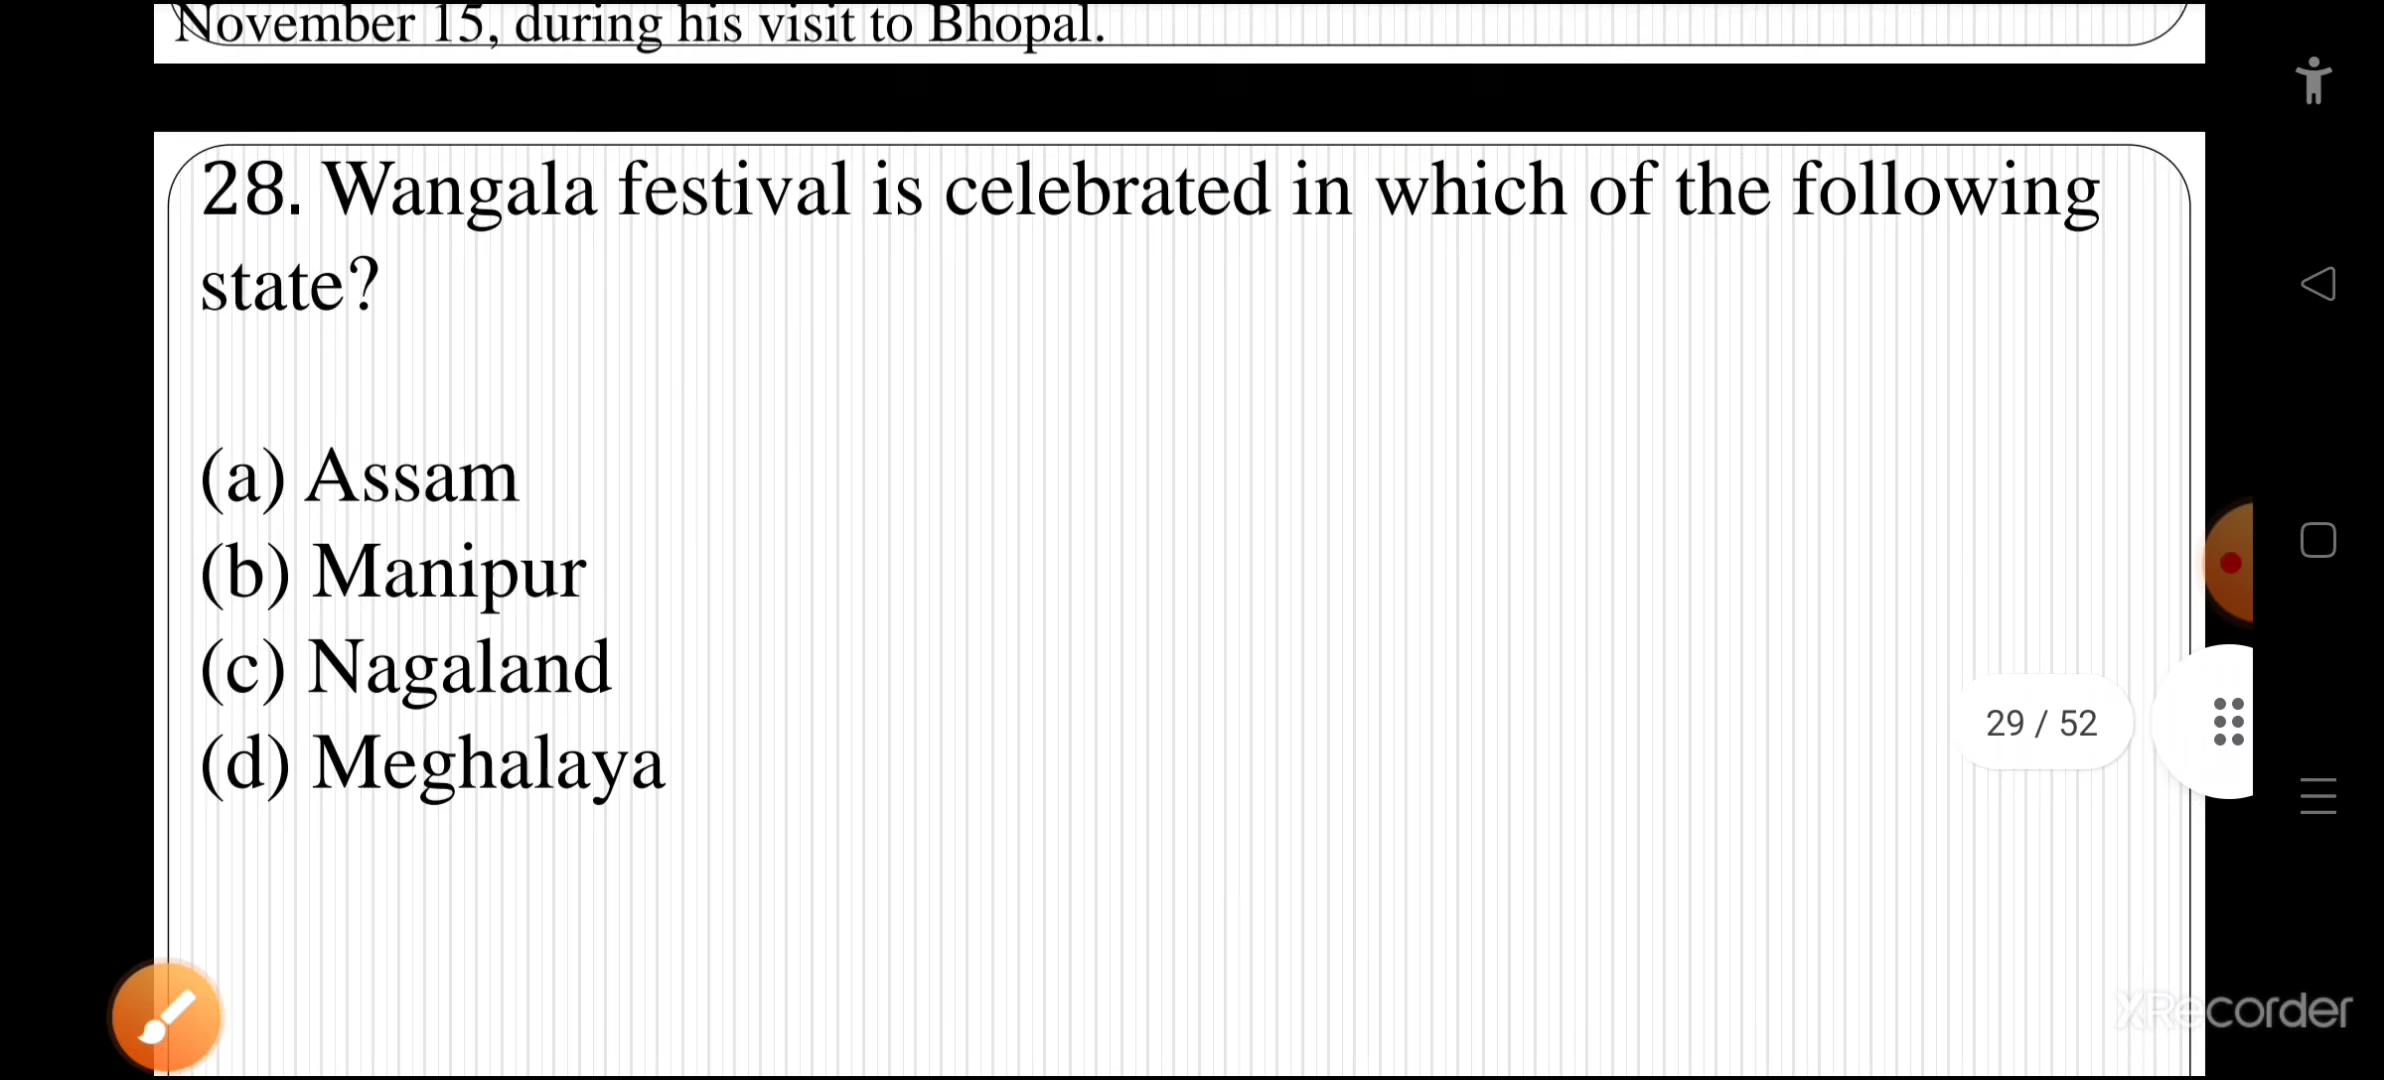 November 15, during his visit to Bhopal.
28. Wangala festival is celebrated in which of the following
state?
(a) Assam
(b) Manipur
(c) Nagaland
(d) Meghalaya
29 / 52
XRecorder